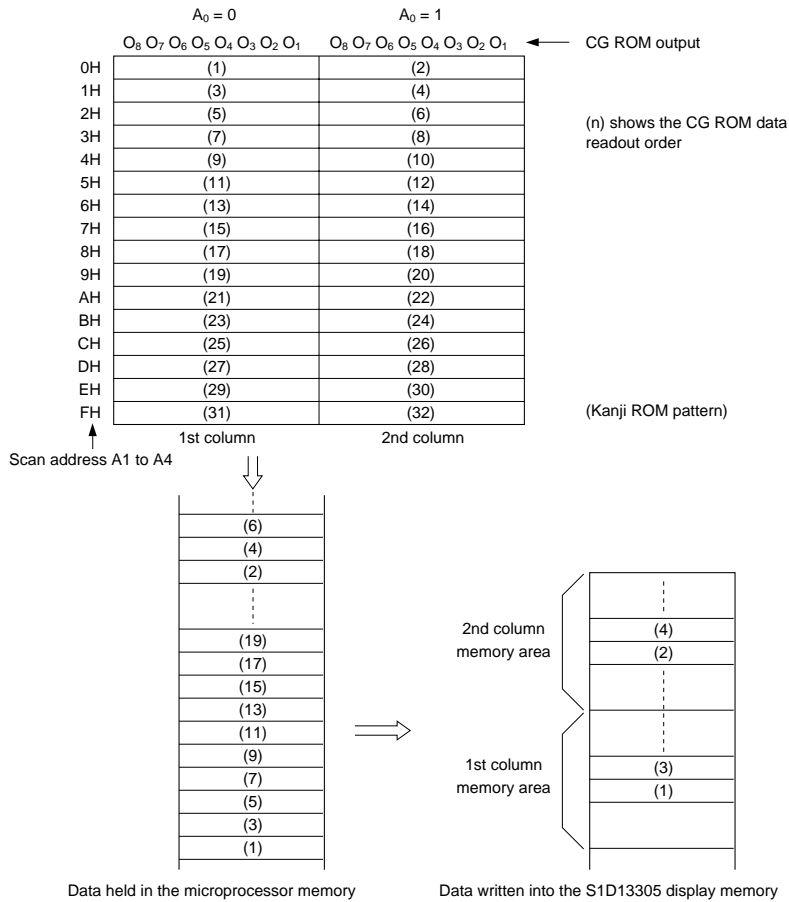 A0 = 0 A0 = 1
O8 O7 O6 O5 O4 O3 O2 O1 O8 O7 O6 O5 O4 O3 O2 O1 CG ROM output
0H (1) (2)
1H (3) (4)
2H (5) (6)
(n) shows the CG ROM data
3H (7) (8)
readout order
4H (9) (10)
5H (11) (12)
6H (13) (14)
7H (15) (16)
8H (17) (18)
9H (19) (20)
AH (21) (22)
BH (23) (24)
CH (25) (26)
DH (27) (28)
EH (29) (30)
FH (31) (32) (Kanji ROM pattern)
1st column 2nd column
Scan address A1 to A4
(6)
(4)
(2)
(19)
(17)
(15)
(13)
(11)
(9)
(7)
(5)
(3)
(1)
Data held in the microprocessor memory
2nd column
memory area
(4)
(2)
1st column
memory area
(3)
(1)
Data written into the S1D13305 display memory